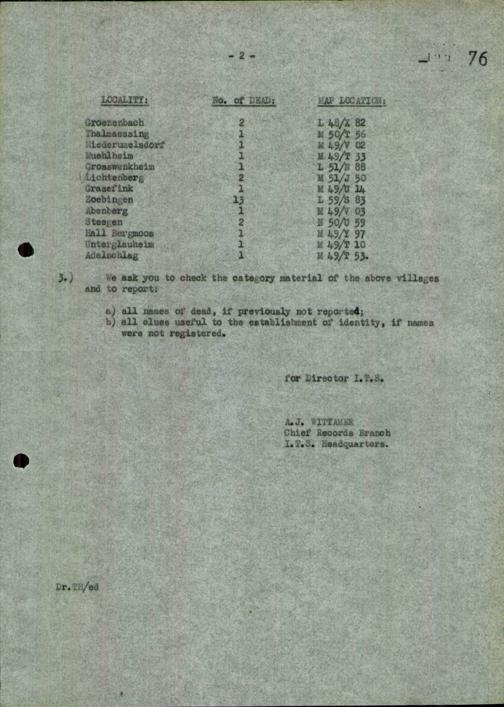 - 2 -
76
LOCALITY: No. of DEAD: MAP LOCATION:
Groenenbach 2 L 48/X 82
Thalmaessing 1 M 50/T 56
Niederumelsdorf 1 M 49/V 02
Muehlheim 1 M 49/T 33
Grosswenkheim 1 L 51/N 88
Lichtenberg 2 M 51/J 50
Grasefink 1 M 49/U 14
Zoebingen 13 L 59/S 83
Abenberg 1 M 49/V 03
Steegen 2 N 50/U 59
Hall Bergmoos 1 M 49/Y 97
Unterglauheim 1 M 49/T 10
Adelschlag 1 M 49/T 53.
3.) We ask you to check the category material of the above villages
and to report:
a) all names of dead, if previously not reported;
b) all clues useful to the establishment of identity, if names
were not registered.
for Director I.T.S.
A.J. WITTAMER
Chief Records Branch
I.T.S. Headquarters.
Dr.TH/ed